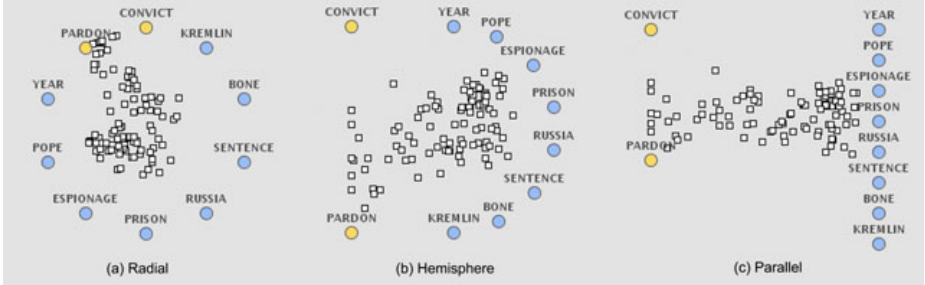 CONVICT
PARDON
KREMLIN
YEAR
BONE
POPE
SENTENCE
ESPIONAGE
RUSSIA
PRISON
(a) Radial
CONVICT
YEAR
POPE
ESPIONAGE
PRISON
RUSSIA
SENTENCE
BONE
KREMLIN
PARDON
(b) Hemisphere
CONVICT
PARDON
YEAR
POPE
ESPIONAGE
PRISON
RUSSIA
SENTENCE
BONE
KREMLIN
(c) Parallel